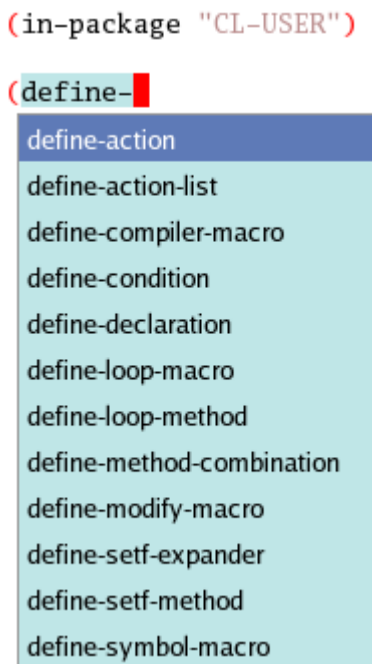 (in-package "CL-USER")
(define-
define-action
define-action-list
define-compiler-macro
define-condition
define-declaration
define-loop-macro
define-loop-method
define-method-combination
define-modify-macro
define-setf-expander
define-setf-method
define-symbol-macro